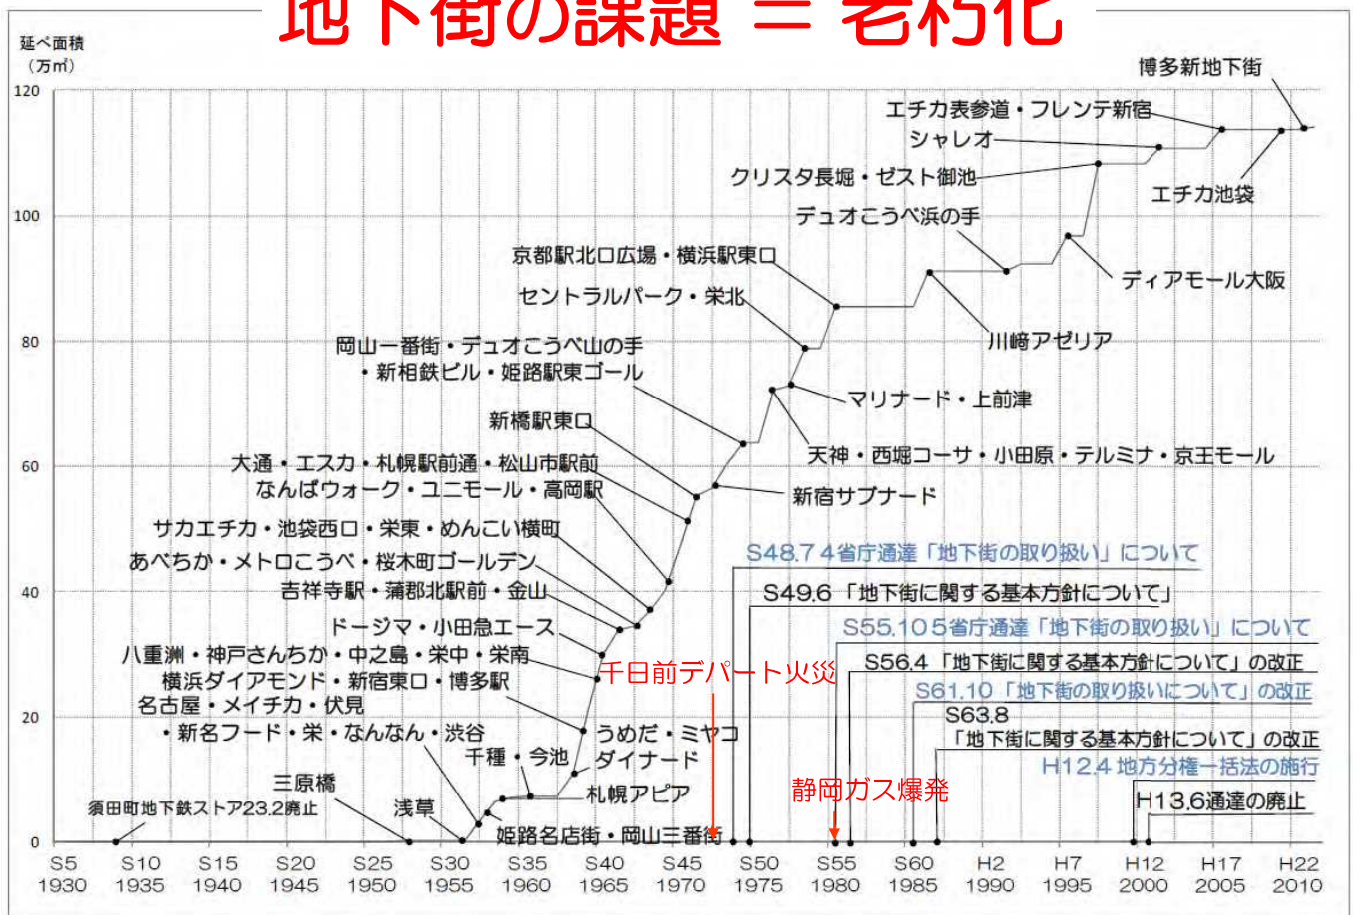 地下街の課題 = 老朽化
延べ面積
(万㎡)
120
100
80
60
40
20
0
博多新地下街
エチカ表参道・フレンテ新宿
シャレオ
クリスタ長堀・ゼスト御池
エチカ池袋
デュオこうべ浜の手
京都駅北口広場・横浜駅東口
ディアモール大阪
セントラルパーク・栄北
川崎アゼリア
岡山一番街・デュオこうべ山の手
・新相鉄ビル・姫路駅東ゴール
マリナード・上前津
新橋駅東口
天神・西堀コーサ・小田原・テルミナ・京王モール
大通・エスカ・札幌駅前通・松山市駅前
なんばウォーク・ユニモール・高岡駅
新宿サブナード
サカエチカ・池袋西口・栄東・めんこい横町
S48.7 4省庁通達「地下街の取り扱い」について
あべちか・メトロこうべ・桜木町ゴールデン
吉祥寺駅・蒲郡北駅前・金山
S49.6 「地下街に関する基本方針について」
ドージマ・小田急エース
S55.10 5省庁通達「地下街の取り扱い」について
八重洲・神戸さんちか・中之島・栄中・栄南
千日前デパート火災
S56.4 「地下街に関する基本方針について」の改正
横浜ダイアモンド・新宿東口・博多駅
S61.10 「地下街の取り扱いについて」の改正
名古屋・メイチカ・伏見
・新名フード・栄・なんなん・渋谷
S63.8
「地下街に関する基本方針について」の改正
うめだ・ミヤコ
ダイナード
千種・今池
H12.4 地方分権一括法の施行
三原橋
札幌アピア
静岡ガス爆発
H13.6通達の廃止
須田町地下鉄ストア23.2廃止
浅草
姫路名店街・岡山三番街
S5 S10 S15 S20 S25 S30 S35 S40 S45 S50 S55 S60 H2 H7 H12 H17 H22
1930 1935 1940 1945 1950 1955 1960 1965 1970 1975 1980 1985 1990 1995 2000 2005 2010